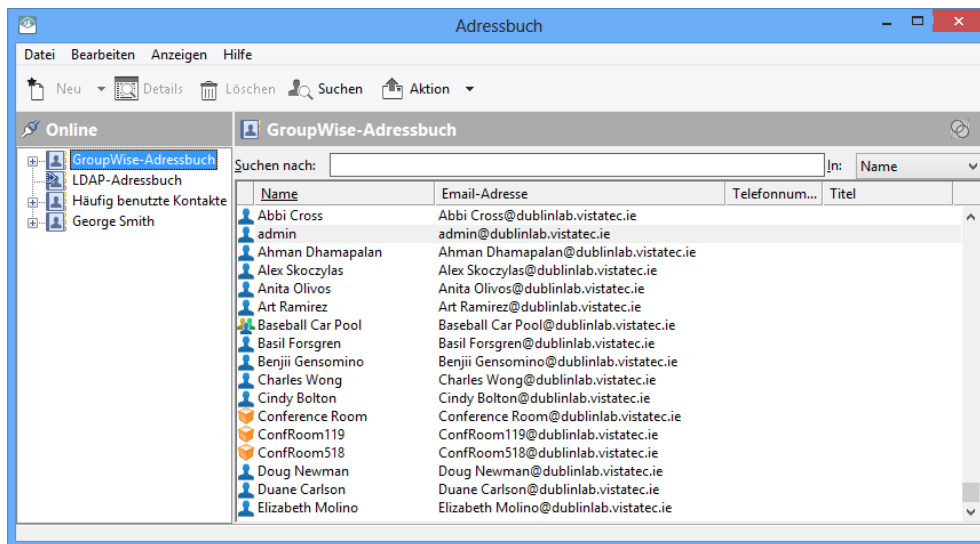 Adressbuch
Datei Bearbeiten Anzeigen Hilfe
Neu Details Löschen Suchen Aktion
Online
GroupWise-Adressbuch
GroupWise-Adressbuch
LDAP-Adressbuch
Häufig benutzte Kontakte
George Smith
Suchen nach: In: Name
Name Email-Adresse Telefonnum... Titel
Abbi Cross Abbi Cross@dublinlab.vistatec.ie
admin admin@dublinlab.vistatec.ie
Ahman Dhamapalan Ahman Dhamapalan@dublinlab.vistatec.ie
Alex Skoczylas Alex Skoczylas@dublinlab.vistatec.ie
Anita Olivos Anita Olivos@dublinlab.vistatec.ie
Art Ramirez Art Ramirez@dublinlab.vistatec.ie
Baseball Car Pool Baseball Car Pool@dublinlab.vistatec.ie
Basil Forsgren Basil Forsgren@dublinlab.vistatec.ie
Benjii Gensomino Benjii Gensomino@dublinlab.vistatec.ie
Charles Wong Charles Wong@dublinlab.vistatec.ie
Cindy Bolton Cindy Bolton@dublinlab.vistatec.ie
Conference Room Conference Room@dublinlab.vistatec.ie
ConfRoom119 ConfRoom119@dublinlab.vistatec.ie
ConfRoom518 ConfRoom518@dublinlab.vistatec.ie
Doug Newman Doug Newman@dublinlab.vistatec.ie
Duane Carlson Duane Carlson@dublinlab.vistatec.ie
Elizabeth Molino Elizabeth Molino@dublinlab.vistatec.ie